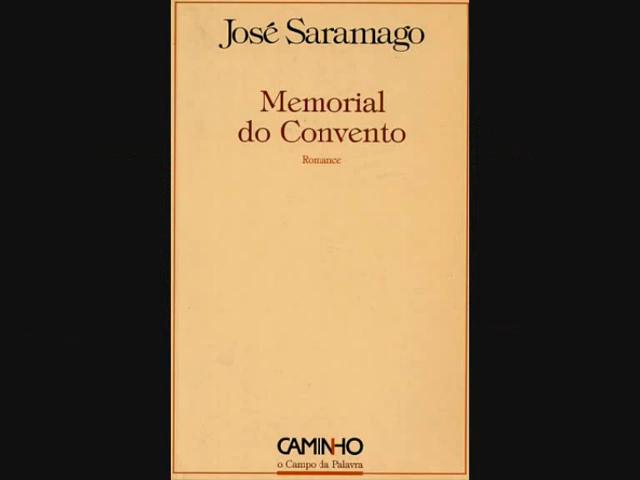 José Saramago
Memorial
do Convento
Romance
CAMINHO
o Campo da Palavra